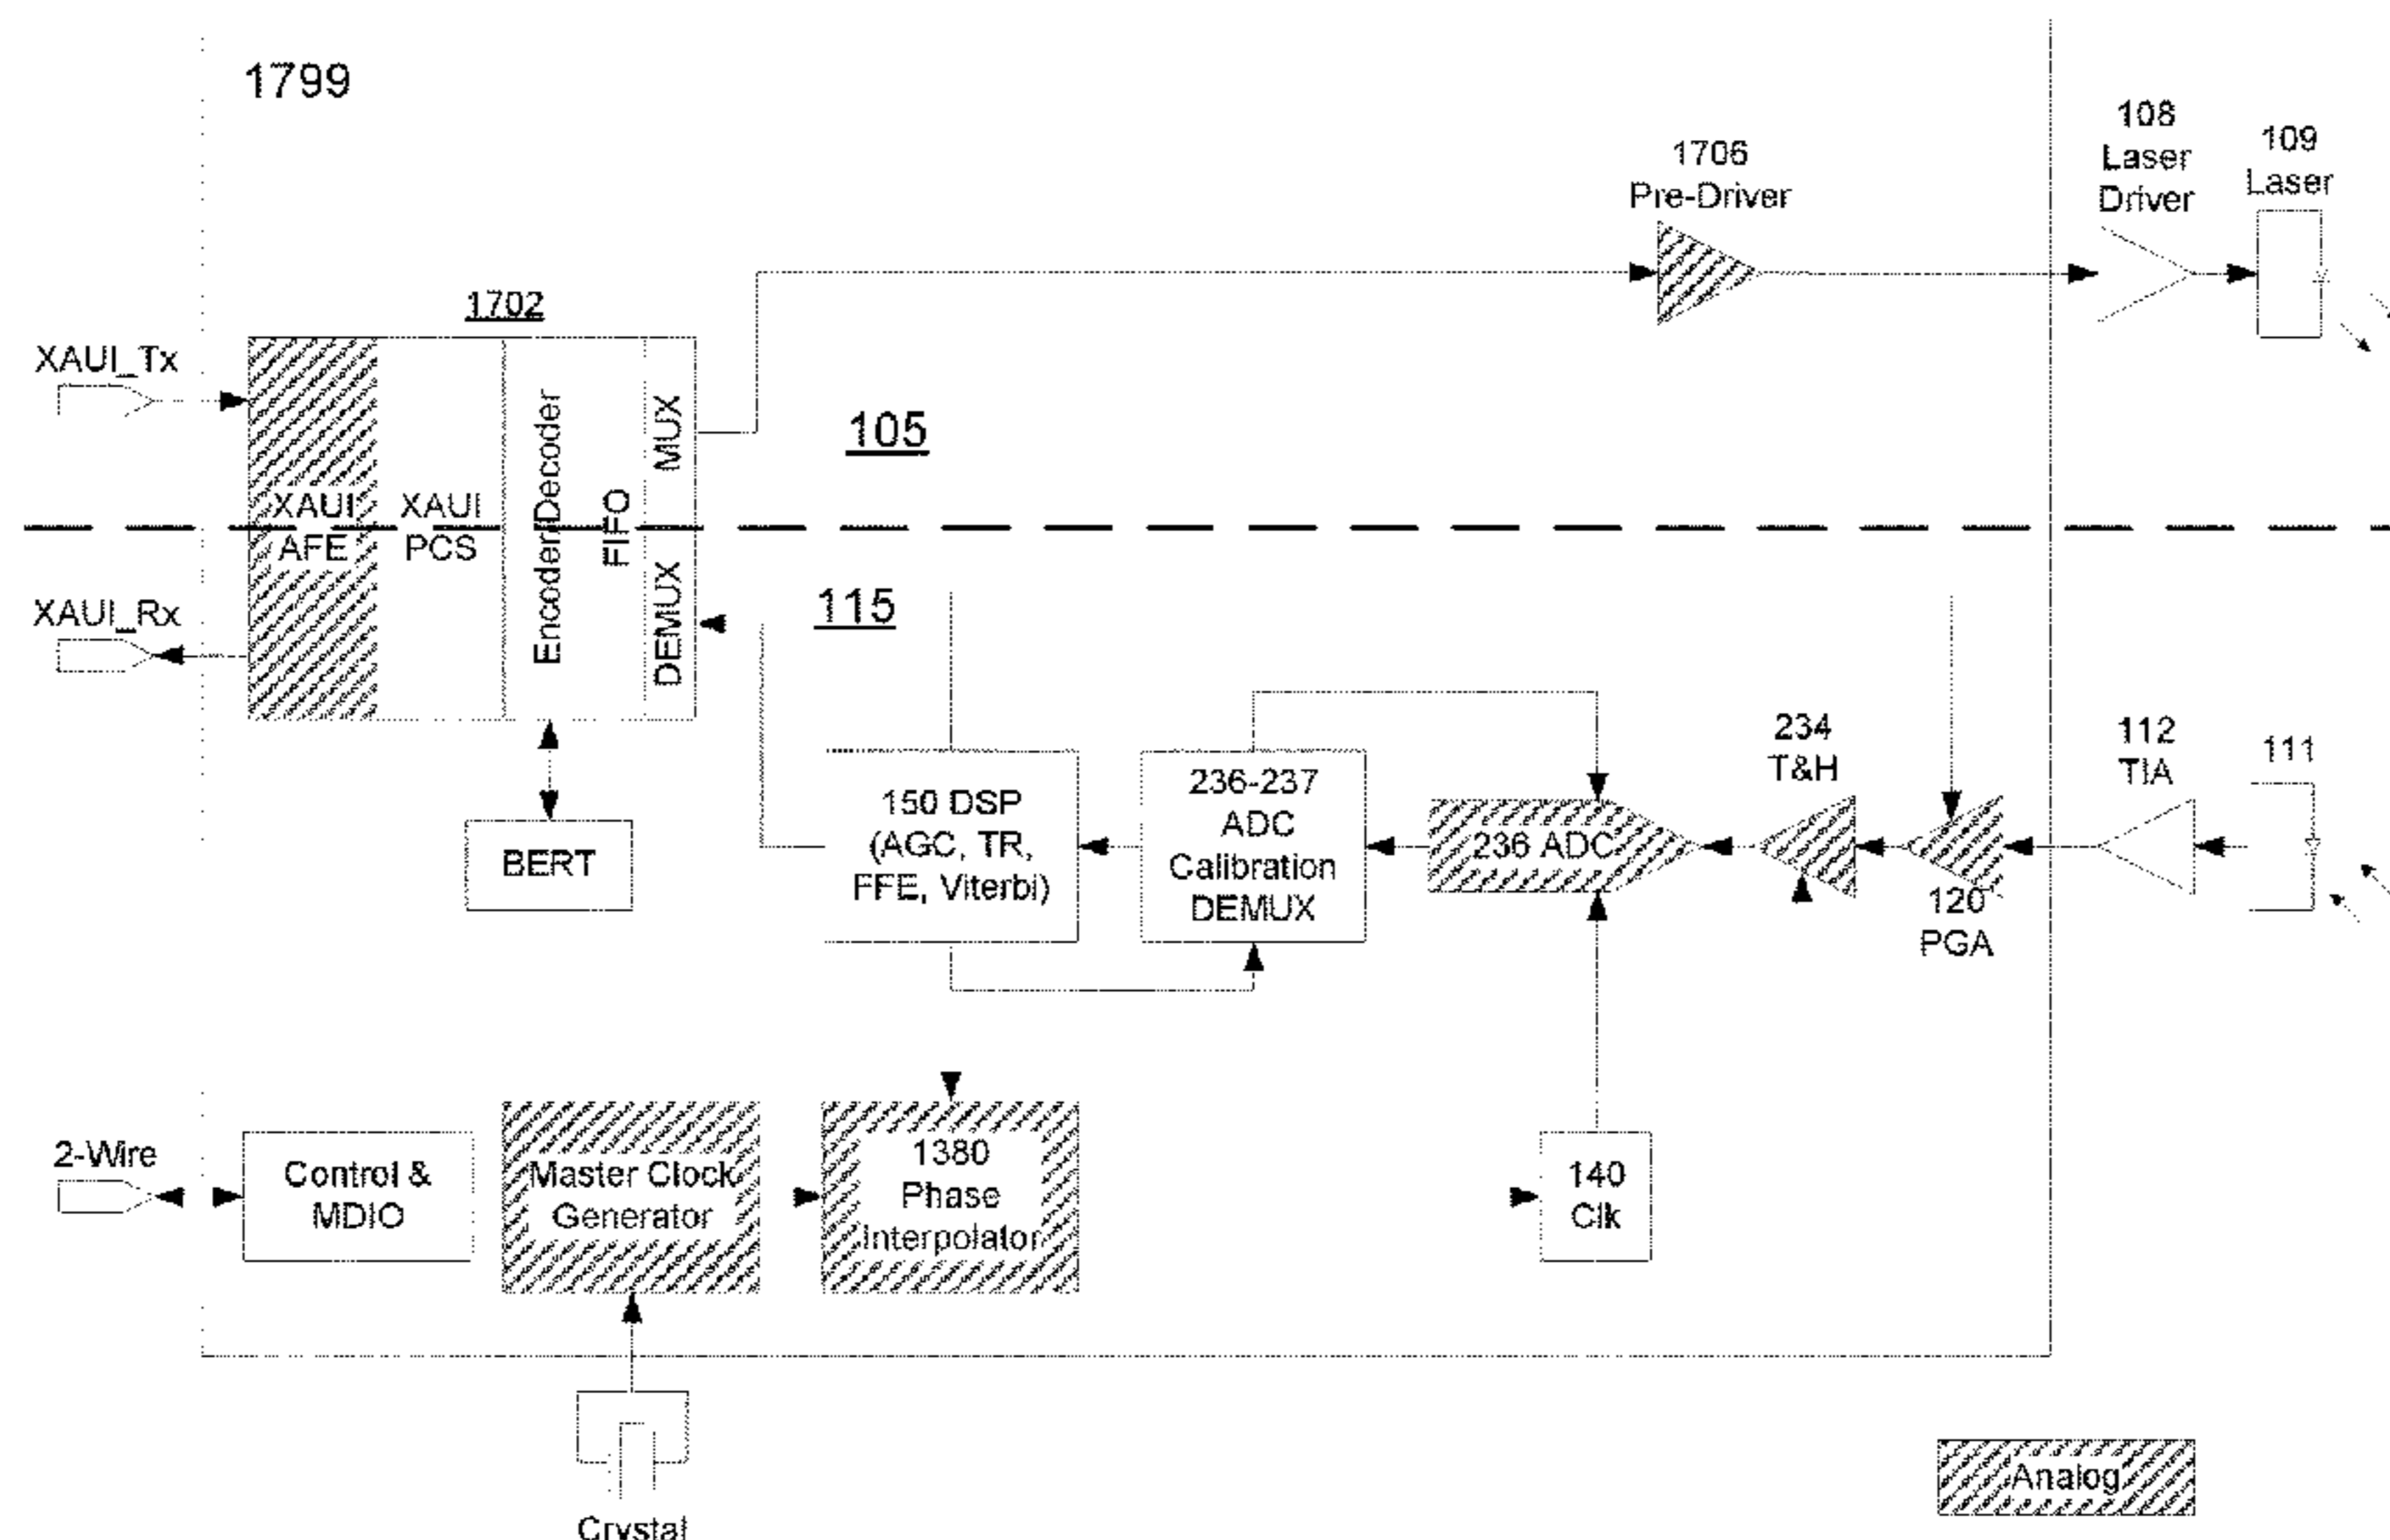 1799
108
Laser
Driver
109
Laser
1706
Pre-Driver
1702
XAUI_Tx
XAUI
AFE
XAUI
PCS
Encoder/Decoder
FIFO
MUX
DEMUX
105
115
XAUI_Rx
BERT
150 DSP
(AGC, TR,
FFE, Viterbi)
236-237
ADC
Calibration
DEMUX
236 ADC
234
T&H
120
PGA
112
TIA
111
2-Wire
Control &
MDIO
Master Clock
Generator
1380
Phase
Interpolator
140
Clk
Crystal
Analog